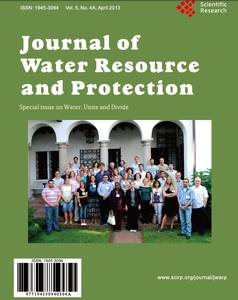 ISSN: 1945-3094 Vol. 5, No. 4A, April 2013
Scientific
Research
Journal of
Water Resource
and Protection
Special issue on Water: Unite and Divide
ISSN: 1945-3094
www.scirp.org/journal/jwarp